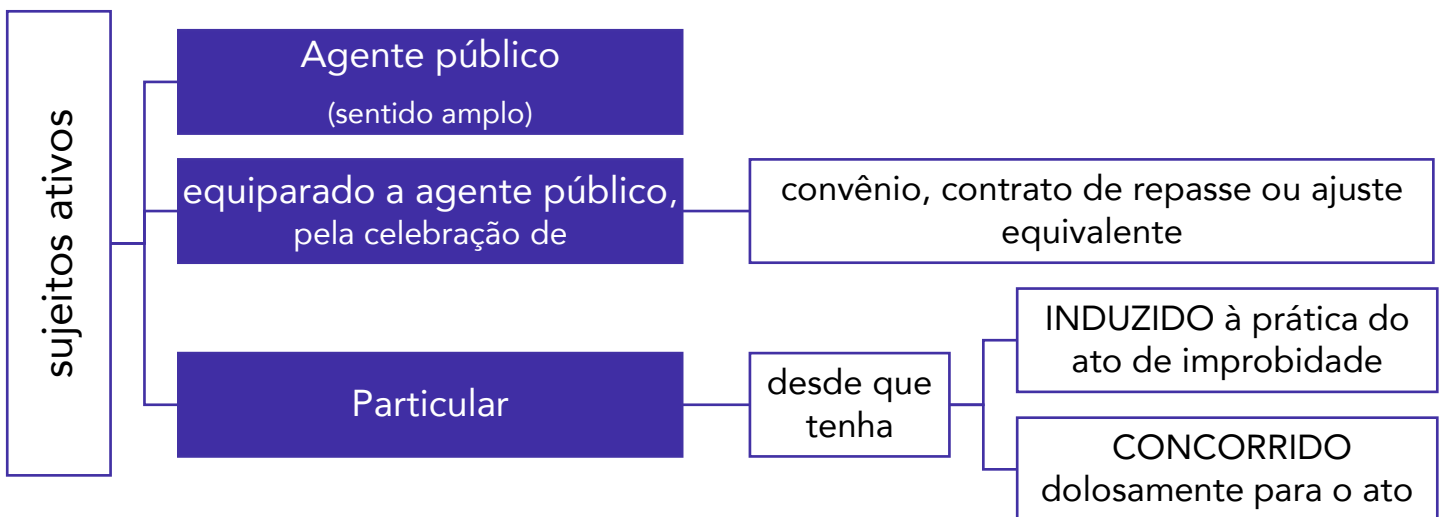 sujeitos ativos
Agente público
(sentido amplo)
equiparado a agente público,
pela celebração de
convênio, contrato de repasse ou ajuste
equivalente
Particular
desde que
tenha
INDUZIDO à prática do
ato de improbidade
CONCORRIDO
dolosamente para o ato